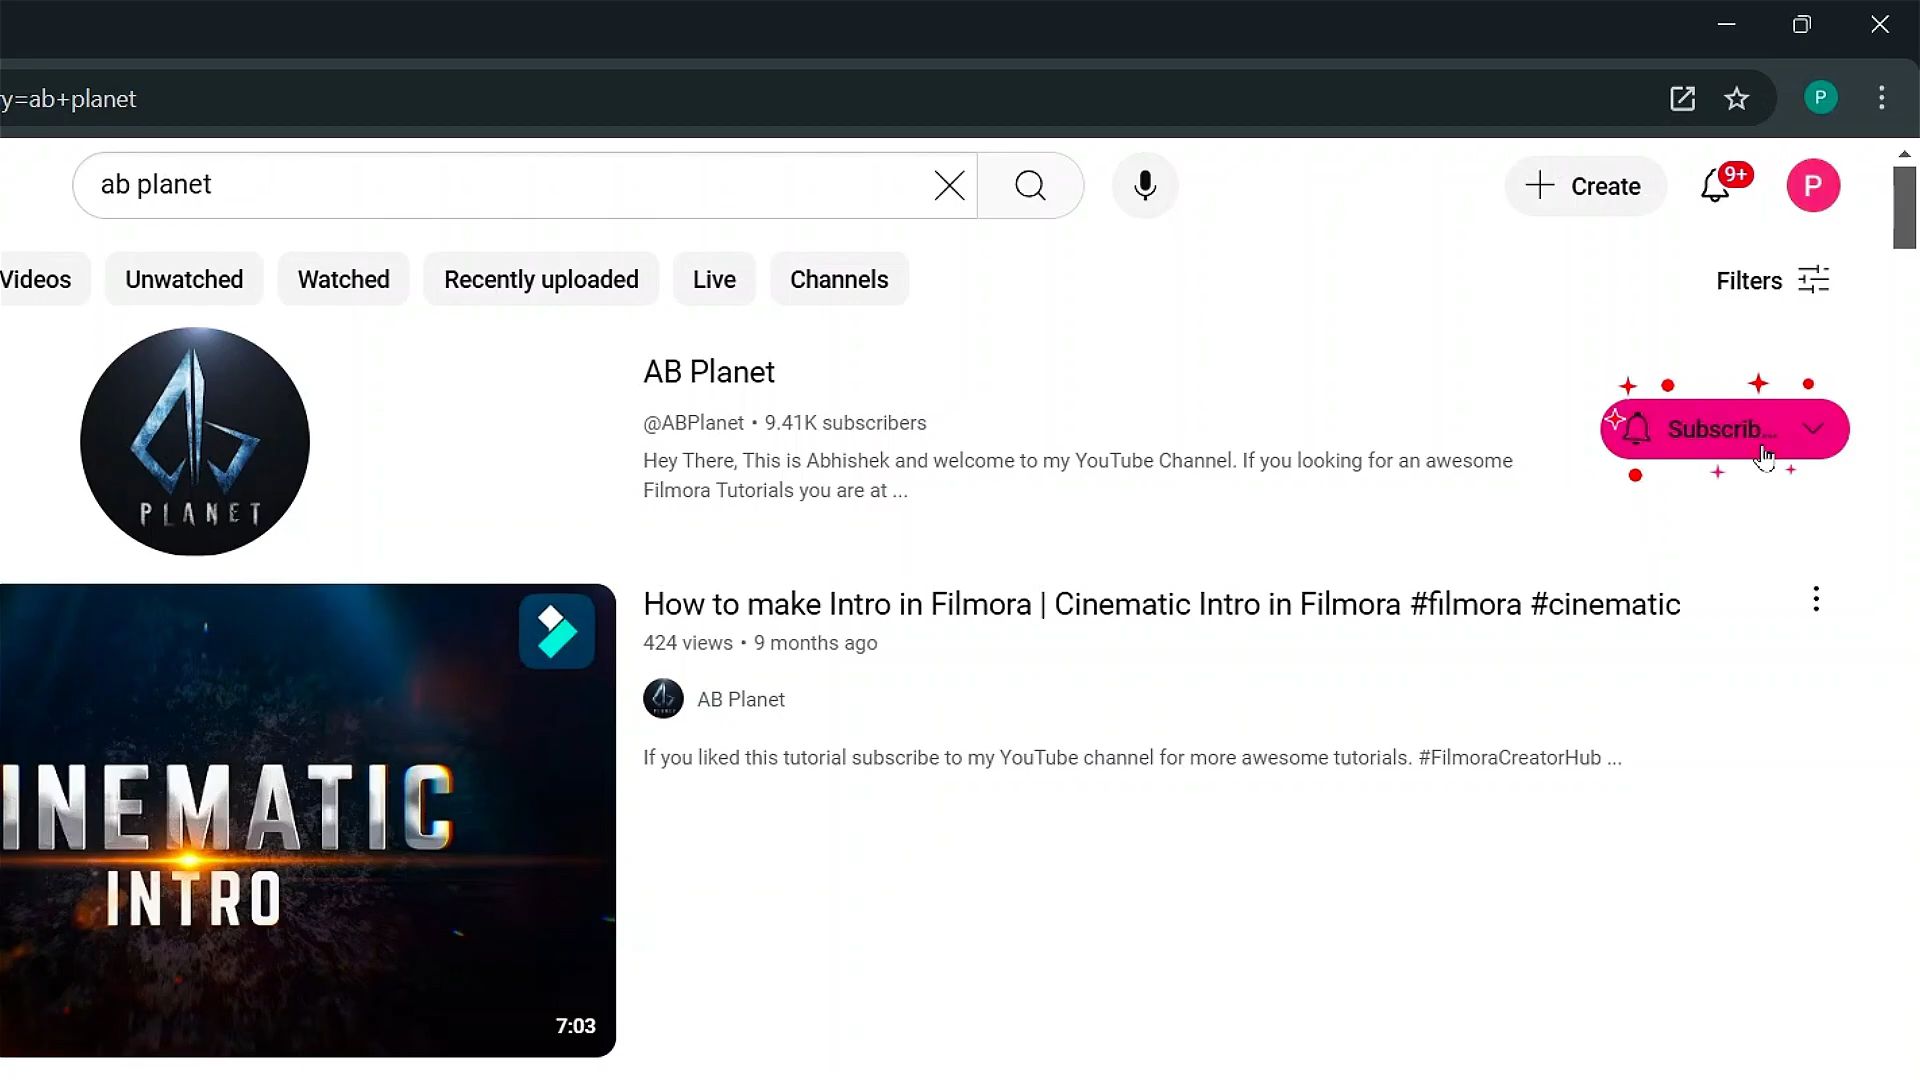 y=ab+planet
P
ab planet
Create
9+
P
Videos
Unwatched
Watched
Recently uploaded
Live
Channels
Filters
PLANET
AB Planet
@ABPlanet • 9.41K subscribers
Hey There, This is Abhishek and welcome to my YouTube Channel. If you looking for an awesome
Filmora Tutorials you are at ...
Subscrib...
INEMATIC
INTRO
7:03
How to make Intro in Filmora | Cinematic Intro in Filmora #filmora #cinematic
424 views • 9 months ago
AB Planet
If you liked this tutorial subscribe to my YouTube channel for more awesome tutorials. #FilmoraCreatorHub ...